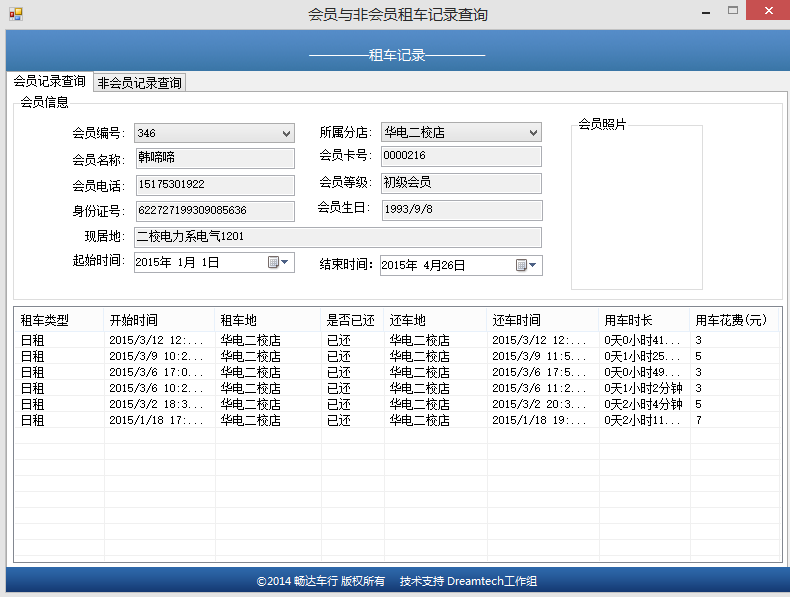 会员与非会员租车记录查询
————租车记录————
会员记录查询 非会员记录查询
会员信息
会员编号: 346 所属分店: 华电二校店 会员照片
会员名称: 韩啼啼 会员卡号: 0000216
会员电话: 15175301922 会员等级: 初级会员
身份证号: 622727199309085636 会员生日: 1993/9/8
现居地: 二校电力系电气1201
起始时间: 2015年 1月 1日 结束时间: 2015年 4月26日
租车类型 开始时间 租车地 是否已还 还车地 还车时间 用车时长 用车花费(元)
日租 2015/3/12 12:... 华电二校店 已还 华电二校店 2015/3/12 12:... 0天0小时41... 3
日租 2015/3/9 10:2... 华电二校店 已还 华电二校店 2015/3/9 11:5... 0天1小时25... 5
日租 2015/3/6 17:0... 华电二校店 已还 华电二校店 2015/3/6 17:5... 0天0小时49... 3
日租 2015/3/6 10:2... 华电二校店 已还 华电二校店 2015/3/6 11:2... 0天1小时2分钟 3
日租 2015/3/2 18:3... 华电二校店 已还 华电二校店 2015/3/2 20:3... 0天2小时4分钟 5
日租 2015/1/18 17:... 华电二校店 已还 华电二校店 2015/1/18 19:... 0天2小时11... 7
©2014 畅达车行 版权所有 技术支持 Dreamtech工作组